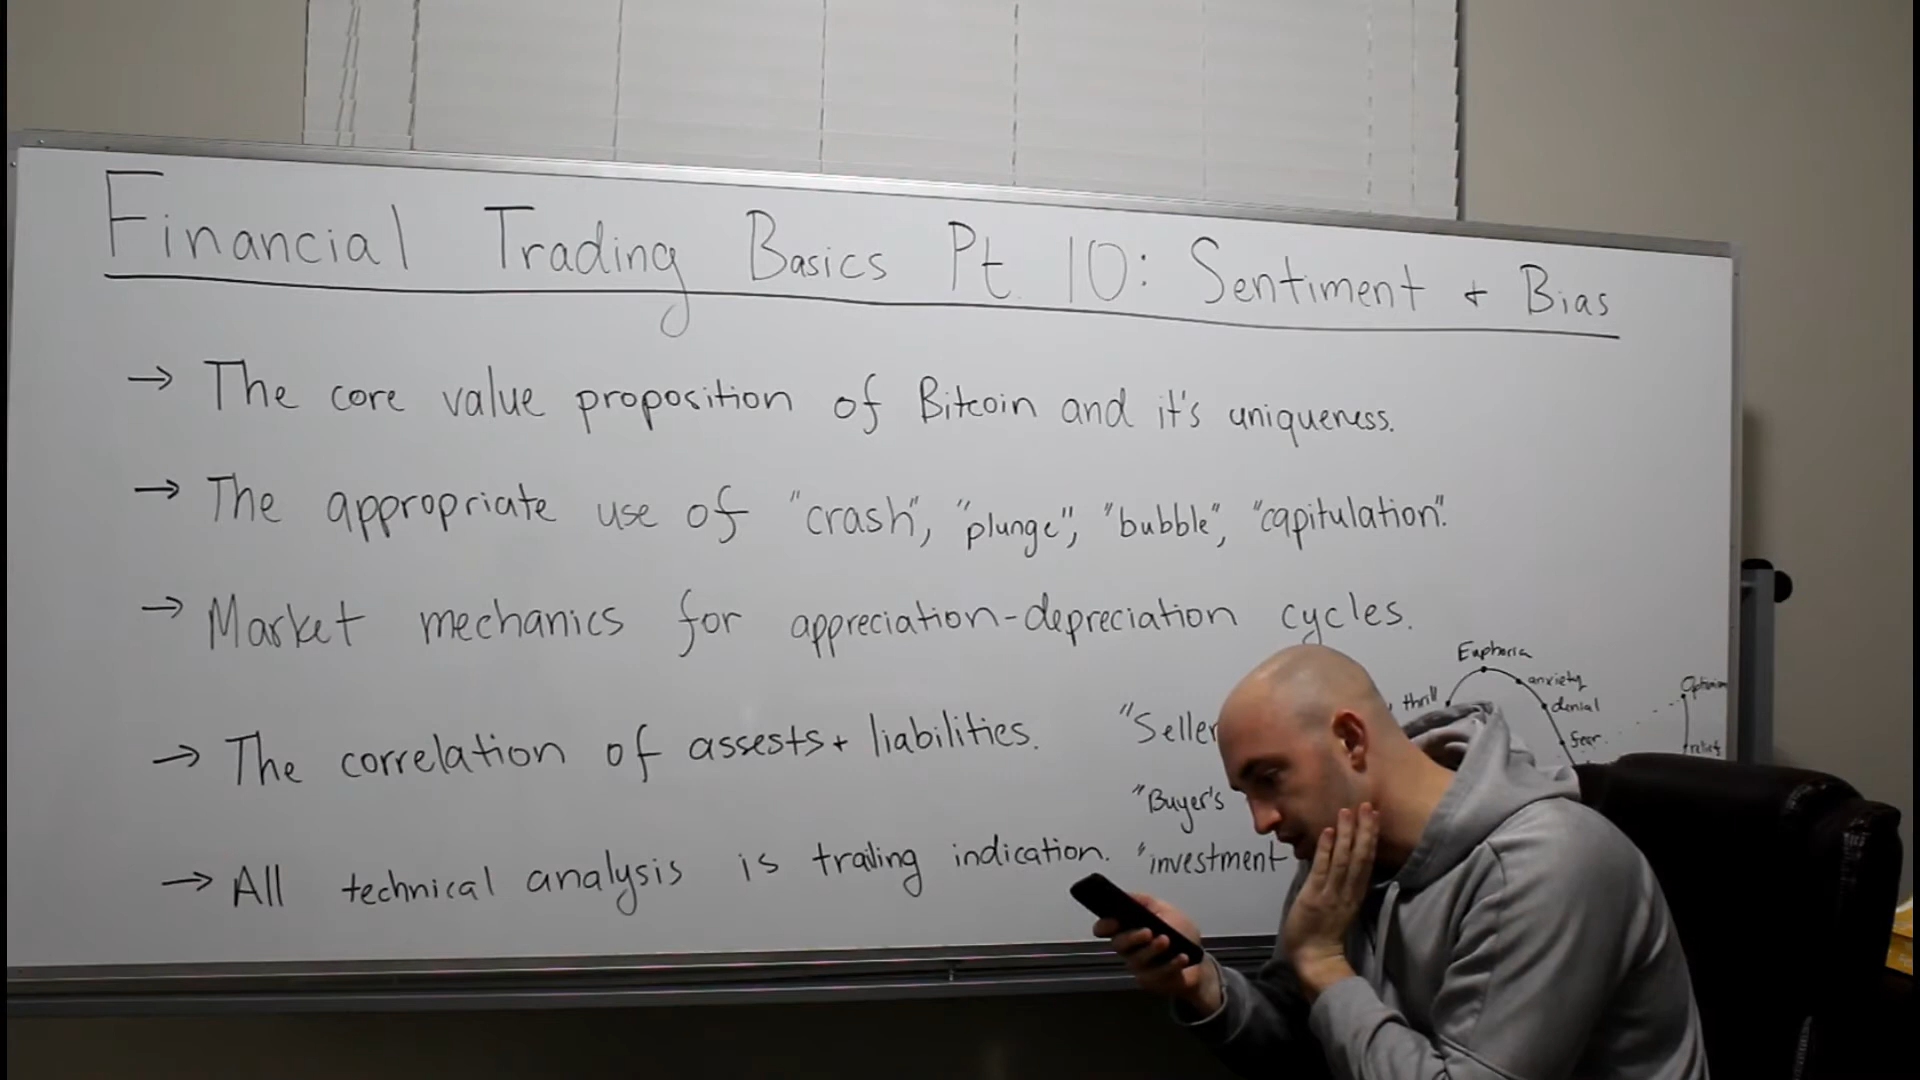 Financial Trading Basics Pt. 10: Sentiment + Bias
→ The core value proposition of Bitcoin and it's uniqueness.
→ The appropriate use of "crash", "plunge", "bubble", "capitulation".
→ Market mechanics for appreciation-depreciation cycles.
Euphoria
anxiety
thrill
denial
fear
Optimism
relief
→ The correlation of assests + liabilities.
"Seller
"Buyer's
"investment
→ All technical analysis is trailing indication.